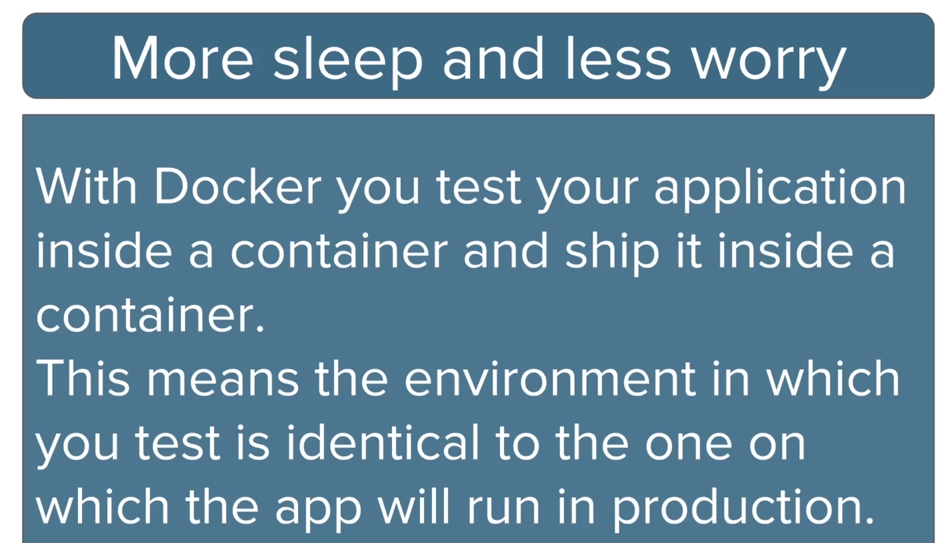 More sleep and less worry
With Docker you test your application
inside a container and ship it inside a
container.
This means the environment in which
you test is identical to the one on
which the app will run in production.